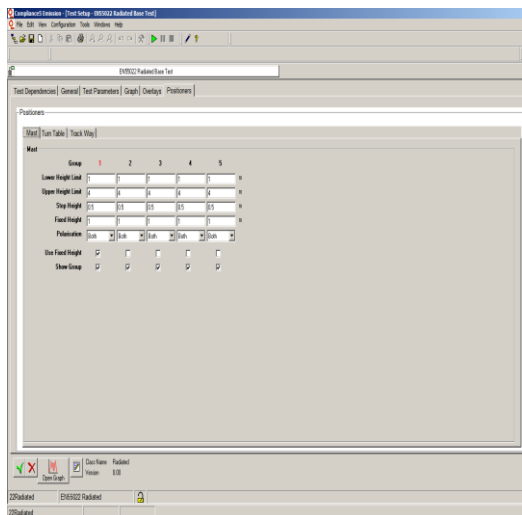 Compliance5 Emission - [Test Setup - EN55022 Radiated Base Test]
File Edit View Configuration Tools Windows Help
EN55022 Radiated Base Test
Test Dependencies General Test Parameters Graph Overlays Positioners
Positioners
Mast Turn Table Track Way
Mast
Group 1 2 3 4 5
Lower Height Limit 1 1 1 1 1 m
Upper Height Limit 4 4 4 4 4 m
Step Height 0.5 0.5 0.5 0.5 0.5 m
Fixed Height 1 1 1 1 1 m
Polarisation Both Both Both Both Both
Use Fixed Height
Show Group
Class Name Radiated
Version 8.00
Open Graph
22Radiated EN55022 Radiated
22Radiated